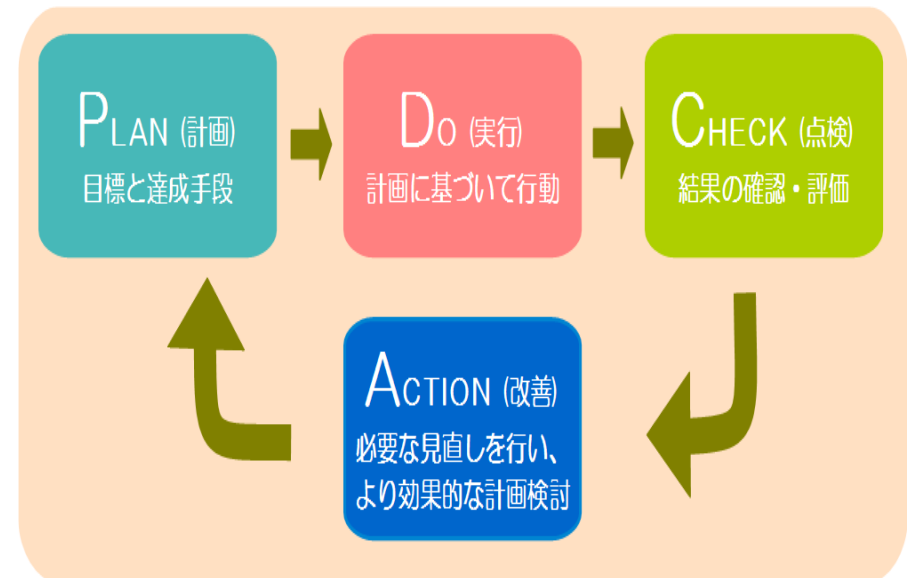 PLAN (計画)
目標と達成手段
DO (実行)
計画に基づいて行動
CHECK (点検)
結果の確認・評価
ACTION (改善)
必要な見直しを行い、
より効果的な計画検討